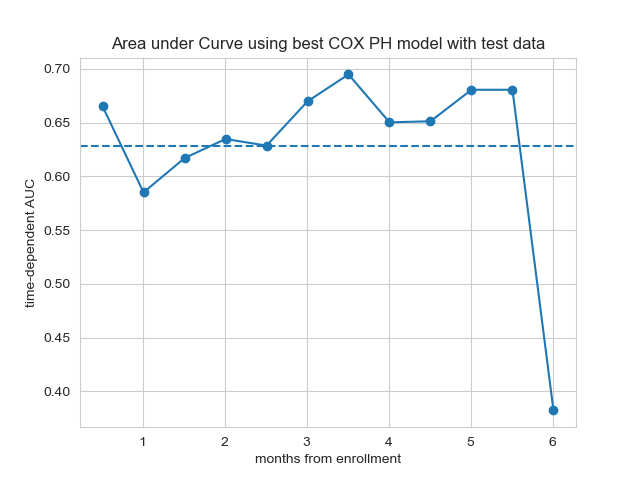 Area under Curve using best COX PH model with test data
0.70
0.65
0.60
0.55
0.50
0.45
0.40
time-dependent AUC
1 2 3 4 5 6
months from enrollment